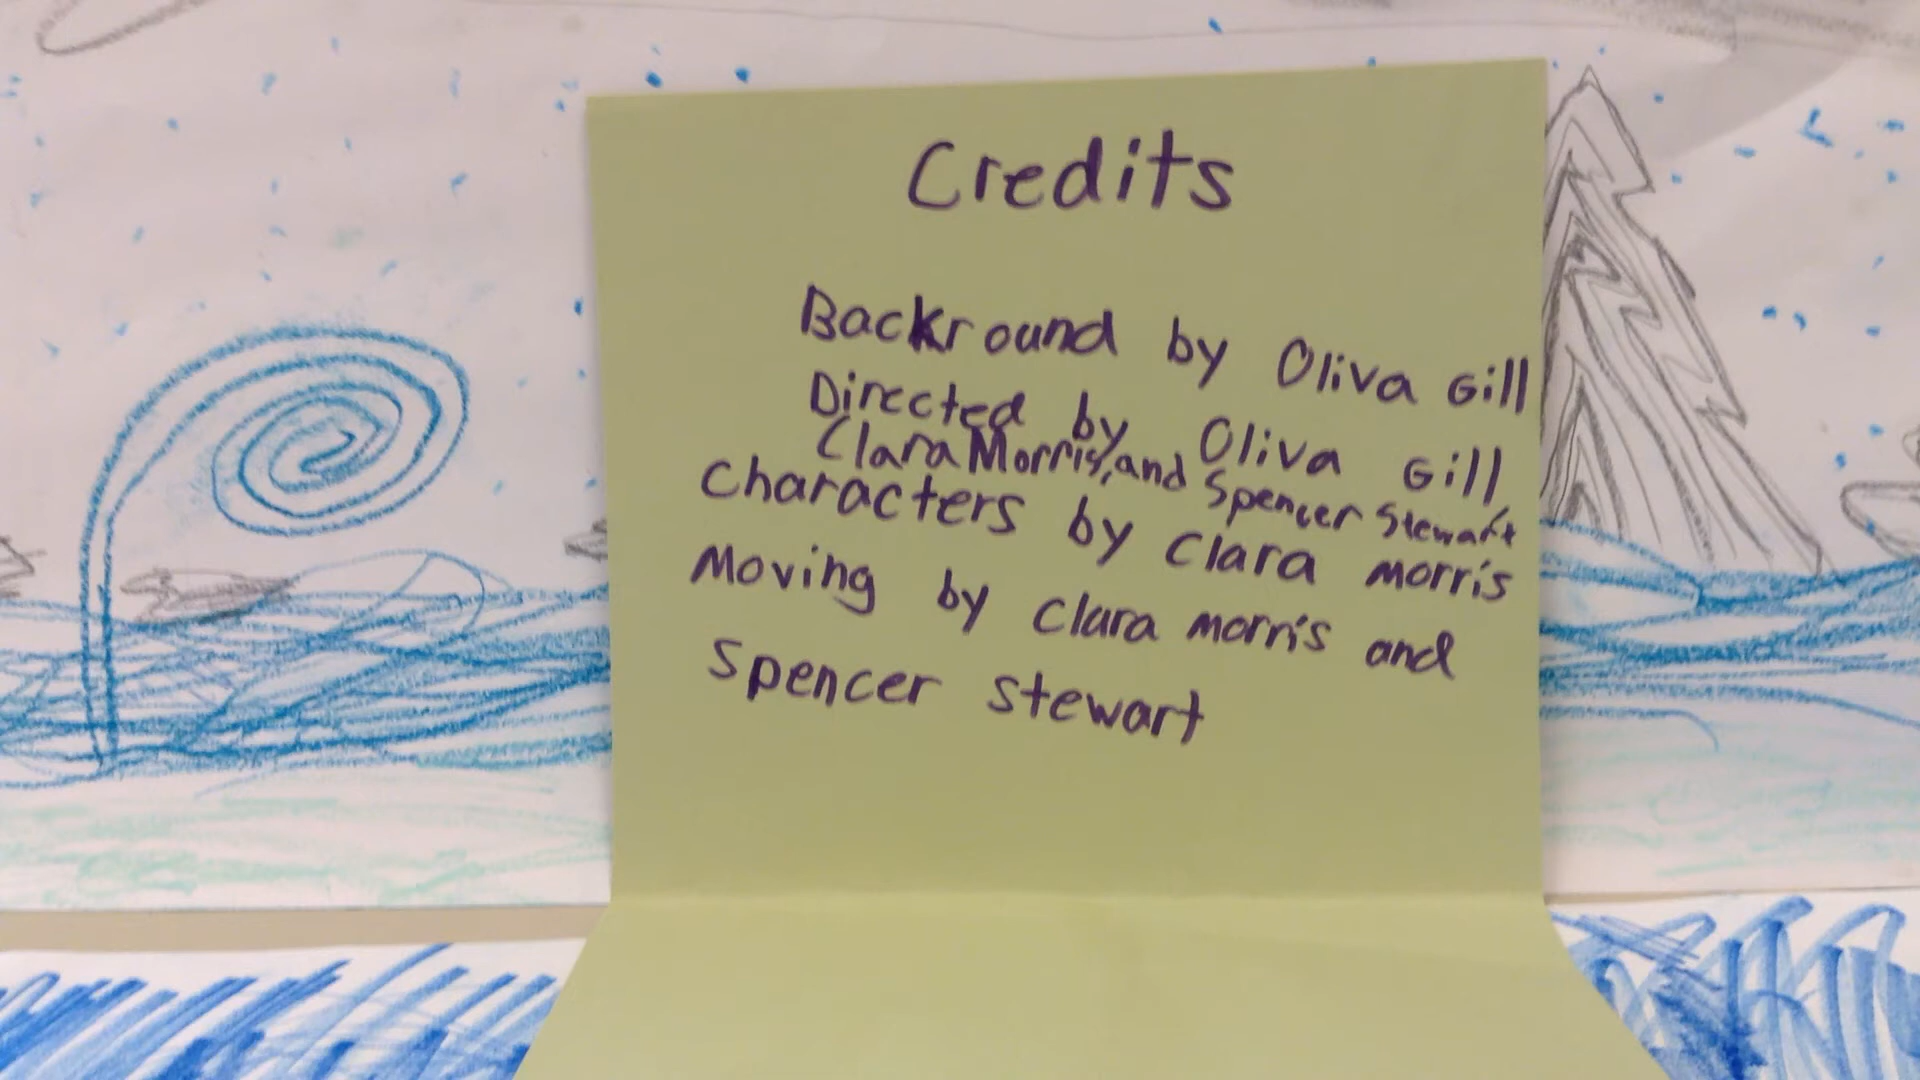 Credits
Backround by Oliva Gill
Directed by Oliva Gill,
Clara Morris, and Spencer Stewart
Characters by Clara morris
Moving by Clara morris and
Spencer Stewart